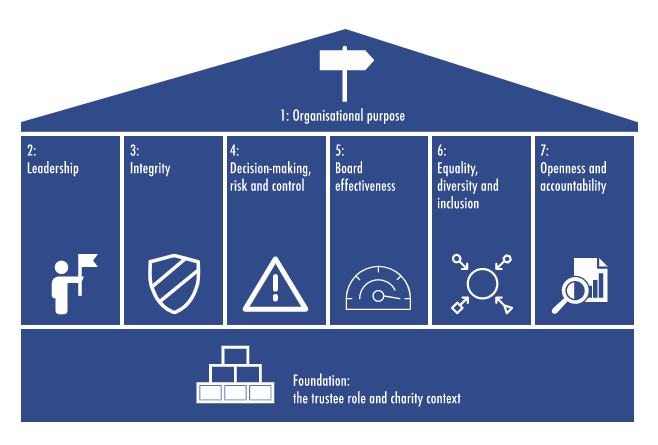 1: Organisational purpose
2:
Leadership
3:
Integrity
4:
Decision-making,
risk and control
5:
Board
effectiveness
6:
Equality,
diversity and
inclusion
7:
Openness and
accountability
Foundation:
the trustee role and charity context